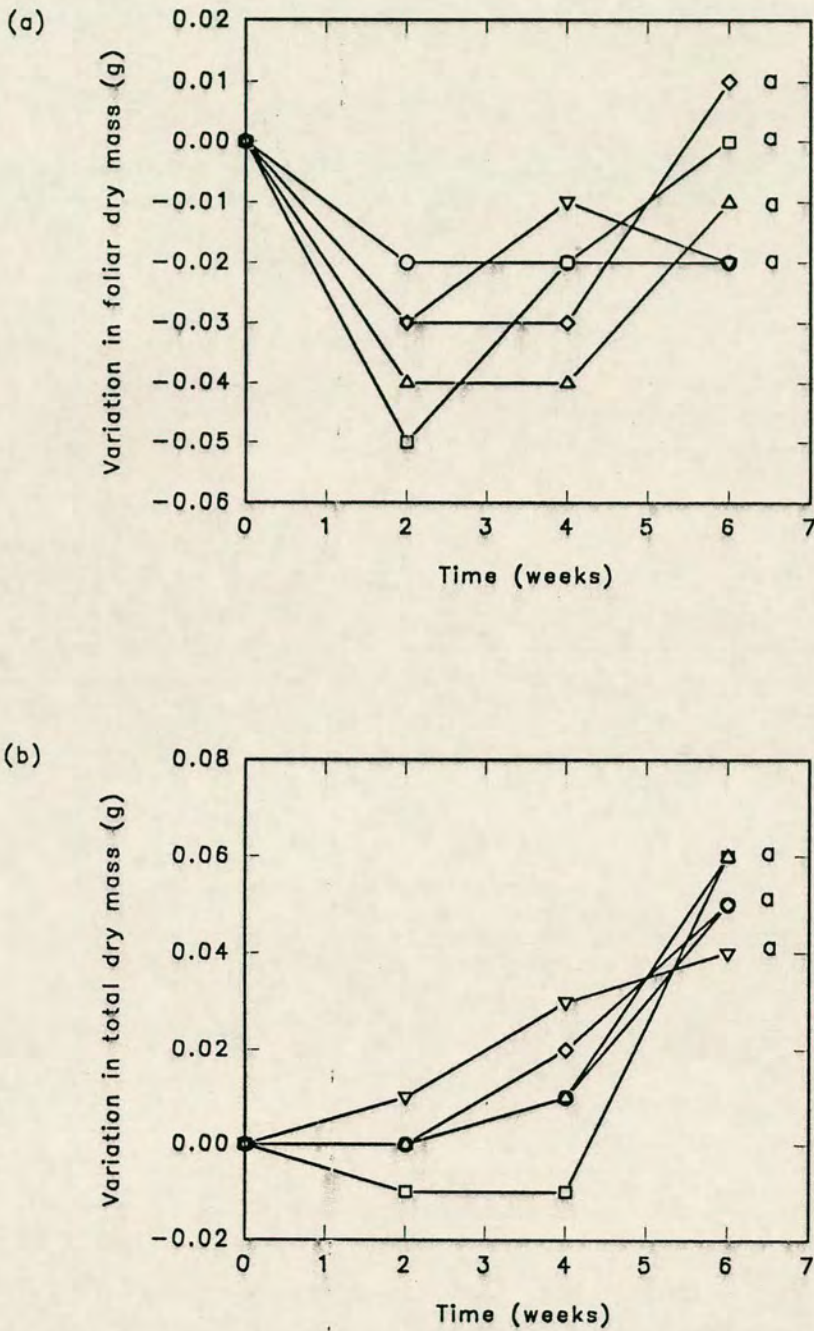 (a)
Variation in foliar dry mass (g)
0.02
0.01
0.00
−0.01
−0.02
−0.03
−0.04
−0.05
−0.06
a
a
a
a
0 1 2 3 4 5 6 7
Time (weeks)
(b)
Variation in total dry mass (g)
0.08
0.06
0.04
0.02
0.00
−0.02
a
a
a
0 1 2 3 4 5 6 7
Time (weeks)